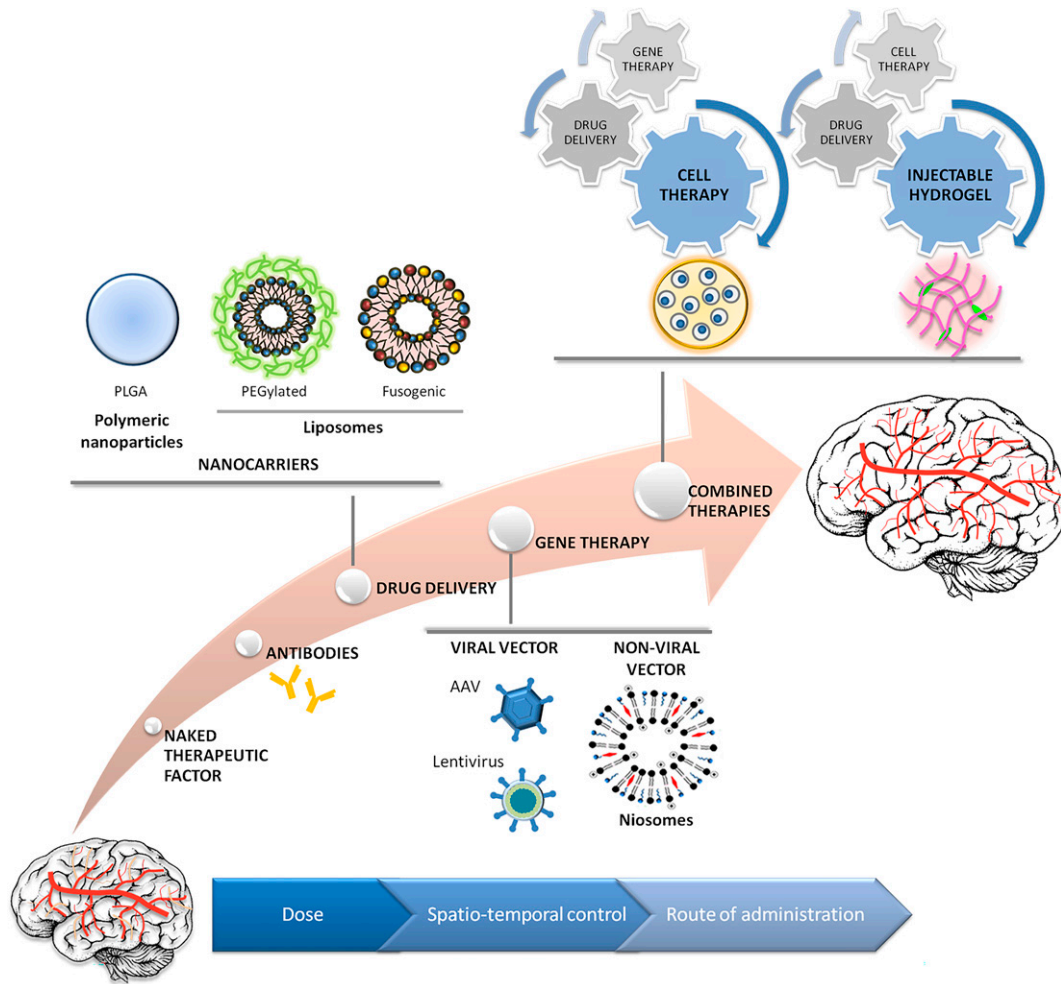 GENE
THERAPY
DRUG
DELIVERY
CELL
THERAPY
CELL
THERAPY
DRUG
DELIVERY
INJECTABLE
HYDROGEL
PLGA
PEGylated
Fusogenic
Polymeric
nanoparticles
Liposomes
NANOCARRIERS
COMBINED
THERAPIES
GENE THERAPY
DRUG DELIVERY
ANTIBODIES
NAKED
THERAPEUTIC
FACTOR
VIRAL VECTOR
AAV
Lentivirus
NON-VIRAL
VECTOR
Niosomes
Dose
Spatio-temporal control
Route of administration